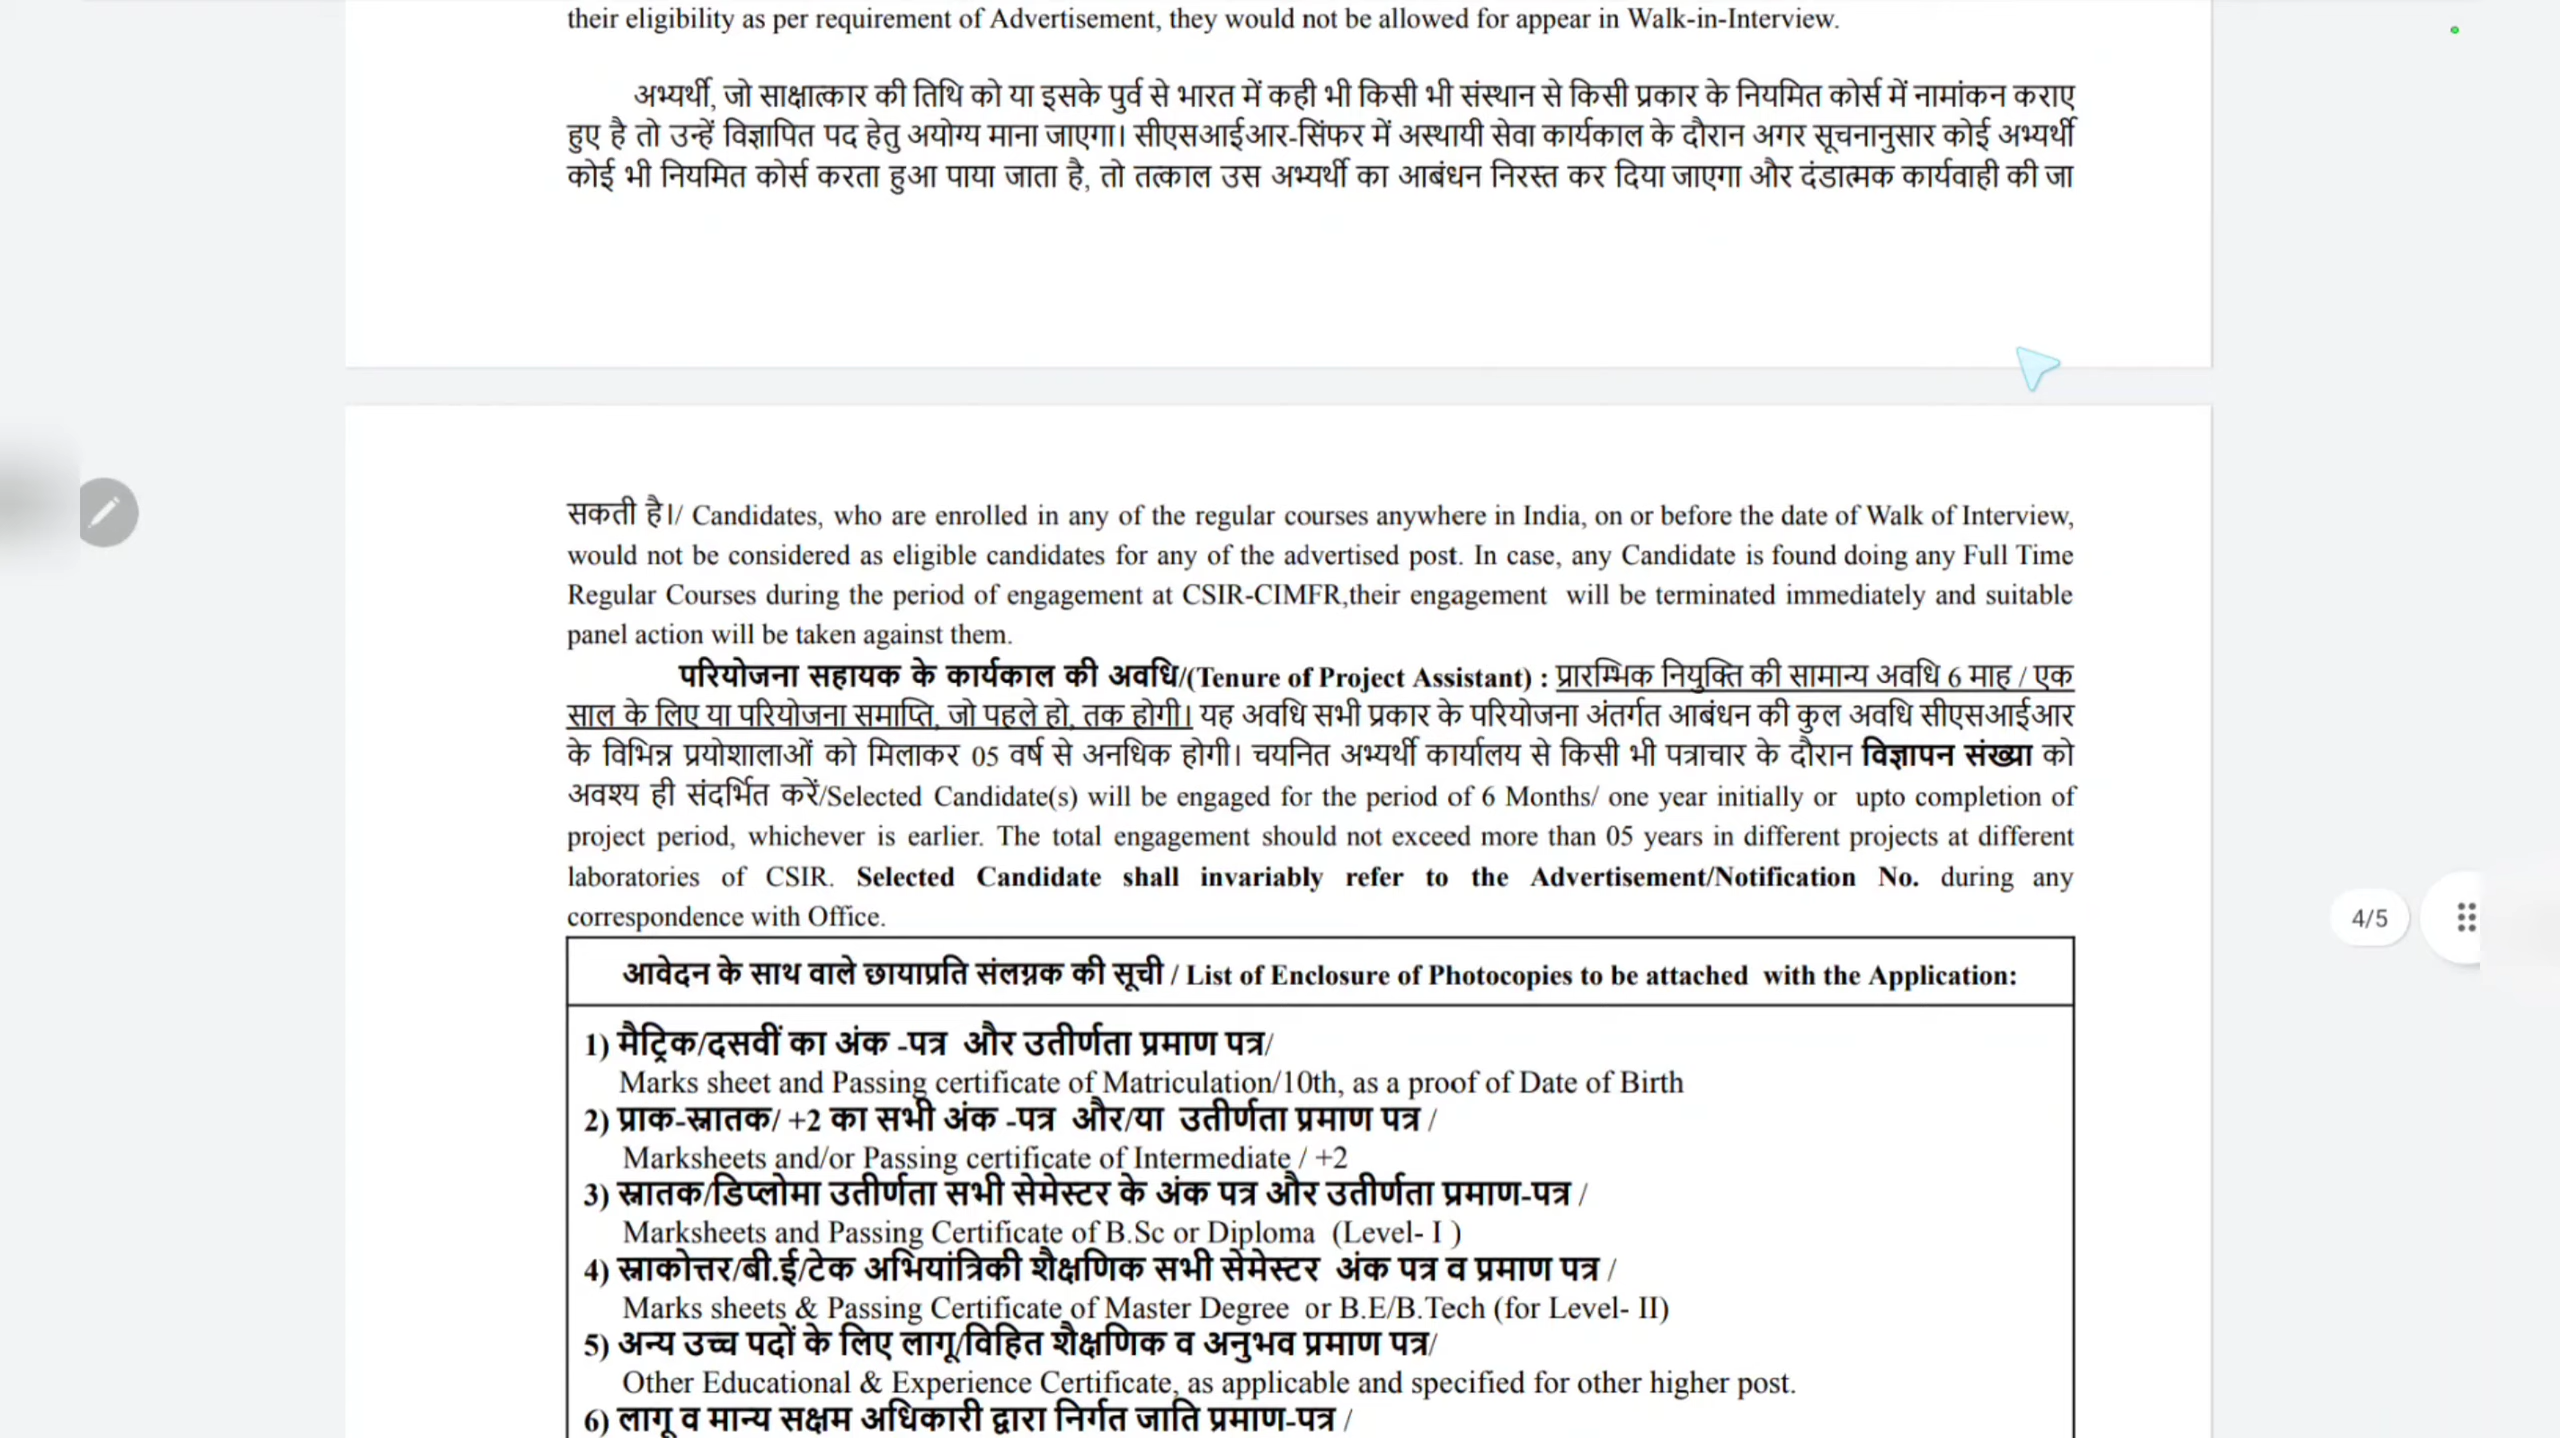 their eligibility as per requirement of Advertisement, they would not be allowed for appear in Walk-in-Interview.
अभ्यर्थी, जो साक्षात्कार की तिथि को या इसके पुर्व से भारत में कही भी किसी भी संस्थान से किसी प्रकार के नियमित कोर्स में नामांकन कराए
हुए है तो उन्हें विज्ञापित पद हेतु अयोग्य माना जाएगा। सीएसआईआर-सिंफर में अस्थायी सेवा कार्यकाल के दौरान अगर सूचनानुसार कोई अभ्यर्थी
कोई भी नियमित कोर्स करता हुआ पाया जाता है, तो तत्काल उस अभ्यर्थी का आबंधन निरस्त कर दिया जाएगा और दंडात्मक कार्यवाही की जा
सकती है।/ Candidates, who are enrolled in any of the regular courses anywhere in India, on or before the date of Walk of Interview,
would not be considered as eligible candidates for any of the advertised post. In case, any Candidate is found doing any Full Time
Regular Courses during the period of engagement at CSIR-CIMFR,their engagement will be terminated immediately and suitable
panel action will be taken against them.
परियोजना सहायक के कार्यकाल की अवधि/(Tenure of Project Assistant) : प्रारम्भिक नियुक्ति की सामान्य अवधि 6 माह / एक
साल के लिए या परियोजना समाप्ति, जो पहले हो, तक होगी। यह अवधि सभी प्रकार के परियोजना अंतर्गत आबंधन की कुल अवधि सीएसआईआर
के विभिन्न प्रयोशालाओं को मिलाकर 05 वर्ष से अनधिक होगी। चयनित अभ्यर्थी कार्यालय से किसी भी पत्राचार के दौरान विज्ञापन संख्या को
अवश्य ही संदर्भित करें/Selected Candidate(s) will be engaged for the period of 6 Months/ one year initially or upto completion of
project period, whichever is earlier. The total engagement should not exceed more than 05 years in different projects at different
laboratories of CSIR. Selected Candidate shall invariably refer to the Advertisement/Notification No. during any
correspondence with Office.
4/5
आवेदन के साथ वाले छायाप्रति संलग्नक की सूची / List of Enclosure of Photocopies to be attached with the Application:
1) मैट्रिक/दसवीं का अंक -पत्र और उतीर्णता प्रमाण पत्र/
Marks sheet and Passing certificate of Matriculation/10th, as a proof of Date of Birth
2) प्राक-स्नातक/ +2 का सभी अंक -पत्र और/या उतीर्णता प्रमाण पत्र /
Marksheets and/or Passing certificate of Intermediate / +2
3) स्नातक/डिप्लोमा उतीर्णता सभी सेमेस्टर के अंक पत्र और उतीर्णता प्रमाण-पत्र /
Marksheets and Passing Certificate of B.Sc or Diploma (Level- I )
4) स्नाकोत्तर/बी.ई/टेक अभियांत्रिकी शैक्षणिक सभी सेमेस्टर अंक पत्र व प्रमाण पत्र /
Marks sheets & Passing Certificate of Master Degree or B.E/B.Tech (for Level- II)
5) अन्य उच्च पदों के लिए लागू/विहित शैक्षणिक व अनुभव प्रमाण पत्र/
Other Educational & Experience Certificate, as applicable and specified for other higher post.
6) लागू व मान्य सक्षम अधिकारी द्वारा निर्गत जाति प्रमाण-पत्र /